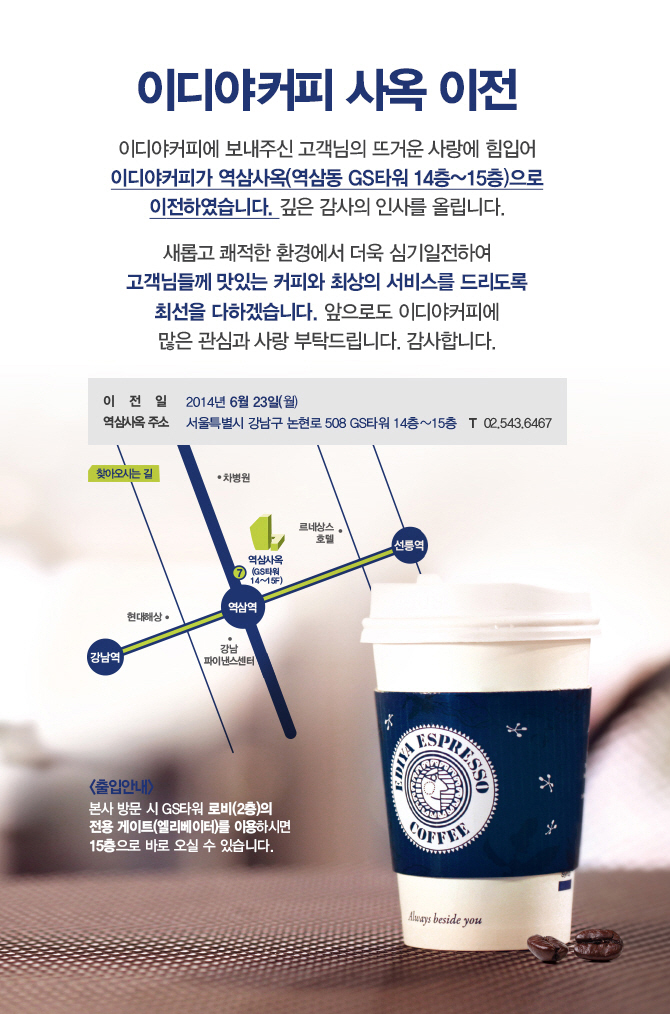 이디야커피 사옥 이전
이디야커피에 보내주신 고객님의 뜨거운 사랑에 힘입어
이디야커피가 역삼사옥(역삼동 GS타워 14층~15층)으로
이전하였습니다. 깊은 감사의 인사를 올립니다.
새롭고 쾌적한 환경에서 더욱 심기일전하여
고객님들께 맛있는 커피와 최상의 서비스를 드리도록
최선을 다하겠습니다. 앞으로도 이디야커피에
많은 관심과 사랑 부탁드립니다. 감사합니다.
이 전 일 2014년 6월 23일(월)
역삼사옥 주소 서울특별시 강남구 논현로 508 GS타워 14층~15층 T 02.543.6467
찾아오시는 길
차병원
르네상스
호텔
선릉역
역삼사옥
(GS타워
14~15F)
7
역삼역
현대해상
강남역
강남
파이낸스센터
<출입안내>
본사 방문 시 GS타워 로비(2층)의
전용 게이트(엘리베이터)를 이용하시면
15층으로 바로 오실 수 있습니다.
EDIYA ESPRESSO
COFFEE
Always beside you